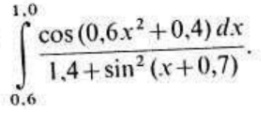 1.0
∫ cos (0,6x² + 0,4) dx
1,4 + sin² (x + 0,7) .
0.6